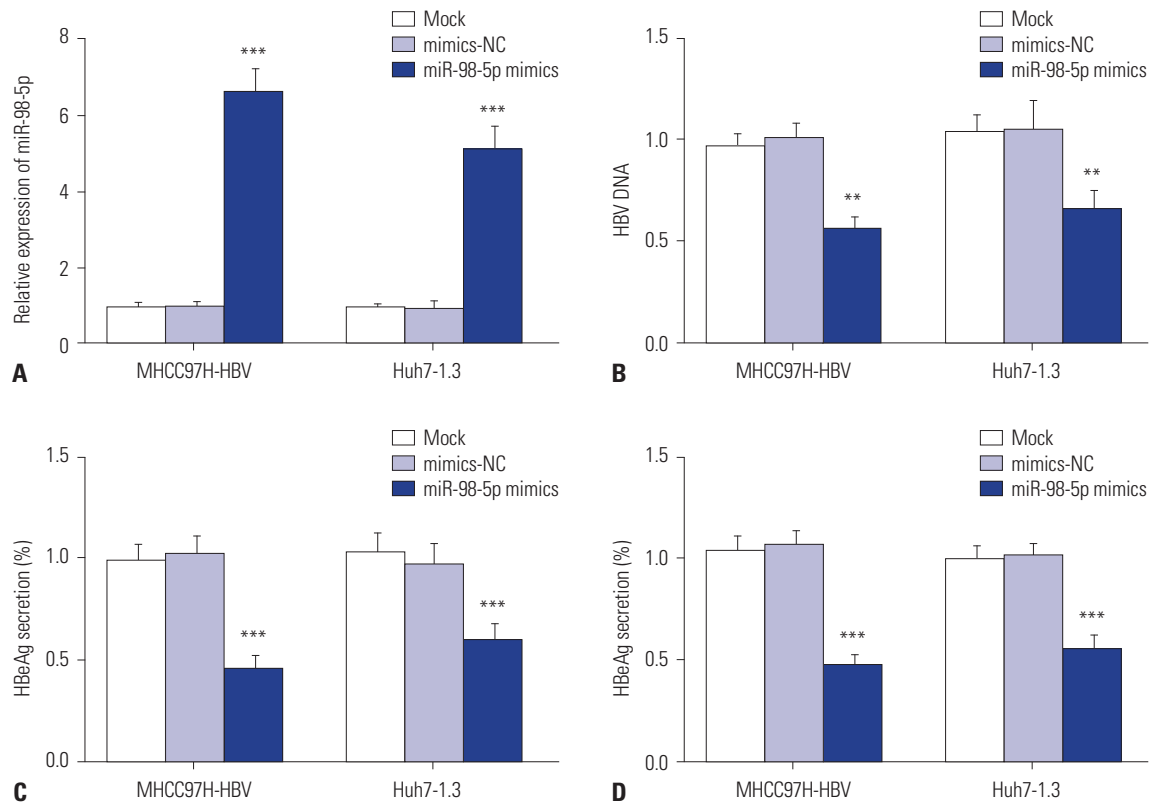 Mock
mimics-NC
miR-98-5p mimics
8
6
4
2
0
Relative expression of miR-98-5p
***
***
MHCC97H-HBV
Huh7-1.3
A
Mock
mimics-NC
miR-98-5p mimics
1.5
1.0
0.5
0.0
HBV DNA
**
**
MHCC97H-HBV
Huh7-1.3
B
Mock
mimics-NC
miR-98-5p mimics
1.5
1.0
0.5
0.0
HBeAg secretion (%)
***
***
MHCC97H-HBV
Huh7-1.3
C
Mock
mimics-NC
miR-98-5p mimics
1.5
1.0
0.5
0.0
HBeAg secretion (%)
***
***
MHCC97H-HBV
Huh7-1.3
D